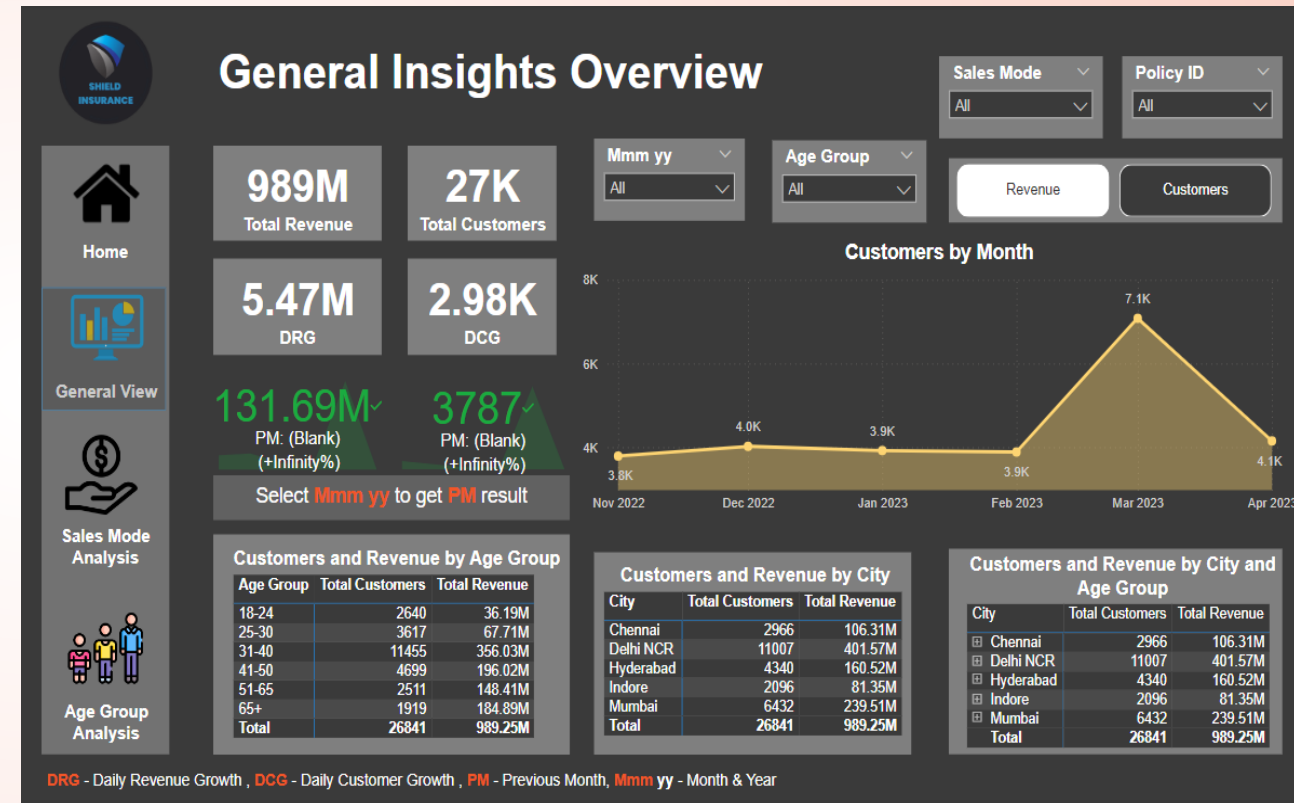 SHIELD
INSURANCE
General Insights Overview
Sales Mode
All
Policy ID
All
Home
General View
Sales Mode
Analysis
Age Group
Analysis
989M
Total Revenue
27K
Total Customers
5.47M
DRG
2.98K
DCG
131.69M
PM: (Blank)
(+Infinity%)
3787
PM: (Blank)
(+Infinity%)
Select Mmm yy to get PM result
Mmm yy
All
Age Group
All
Revenue
Customers
Customers by Month
8K
6K
4K
3.8K
4.0K
3.9K
3.9K
7.1K
4.1K
Nov 2022
Dec 2022
Jan 2023
Feb 2023
Mar 2023
Apr 2023
Customers and Revenue by Age Group
Age Group Total Customers Total Revenue
18-24 2640 36.19M
25-30 3617 67.71M
31-40 11455 356.03M
41-50 4699 196.02M
51-65 2511 148.41M
65+ 1919 184.89M
Total 26841 989.25M
Customers and Revenue by City
City Total Customers Total Revenue
Chennai 2966 106.31M
Delhi NCR 11007 401.57M
Hyderabad 4340 160.52M
Indore 2096 81.35M
Mumbai 6432 239.51M
Total 26841 989.25M
Customers and Revenue by City and
Age Group
City Total Customers Total Revenue
Chennai 2966 106.31M
Delhi NCR 11007 401.57M
Hyderabad 4340 160.52M
Indore 2096 81.35M
Mumbai 6432 239.51M
Total 26841 989.25M
DRG - Daily Revenue Growth , DCG - Daily Customer Growth , PM - Previous Month, Mmm yy - Month & Year